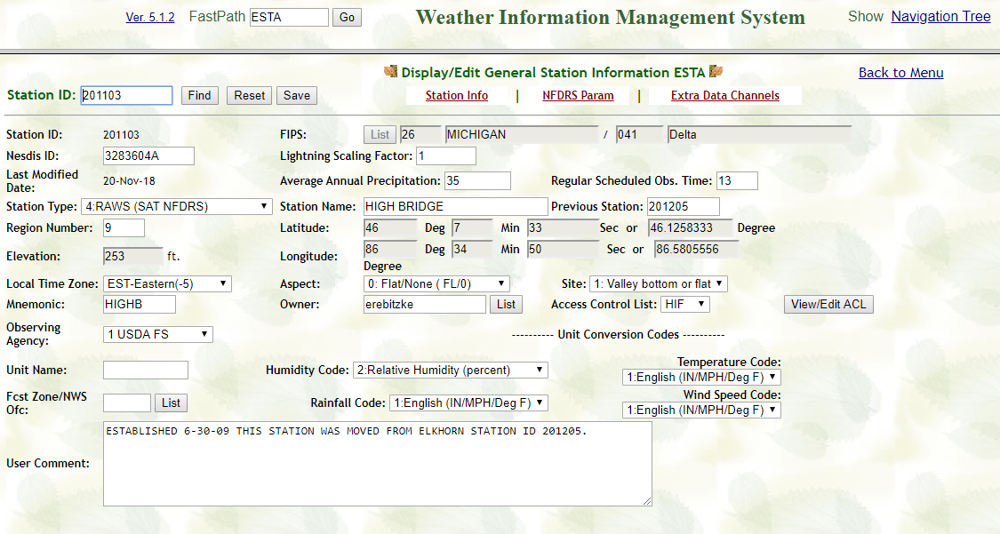 Ver. 5.1.2 FastPath ESTA Go Weather Information Management System Show Navigation Tree
Display/Edit General Station Information ESTA Back to Menu
Station ID: 201103 Find Reset Save Station Info | NFDRS Param | Extra Data Channels
Station ID: 201103 FIPS: List 26 MICHIGAN / 041 Delta
Nesdis ID: 3283604A Lightning Scaling Factor: 1
Last Modified Date: 20-Nov-18 Average Annual Precipitation: 35 Regular Scheduled Obs. Time: 13
Station Type: 4:RAWS (SAT NFDRS) Station Name: HIGH BRIDGE Previous Station: 201205
Region Number: 9 Latitude: 46 Deg 7 Min 33 Sec or 46.1258333 Degree
Elevation: 253 ft. Longitude: 86 Deg 34 Min 50 Sec or 86.5805556 Degree
Local Time Zone: EST-Eastern(-5) Aspect: 0: Flat/None ( FL/0) Site: 1: Valley bottom or flat
Mnemonic: HIGHB Owner: erebitzke List Access Control List: HIF View/Edit ACL
Observing Agency: 1 USDA FS ---------- Unit Conversion Codes ----------
Unit Name: Humidity Code: 2:Relative Humidity (percent) Temperature Code: 1:English (IN/MPH/Deg F)
Fcst Zone/NWS Ofc: List Rainfall Code: 1:English (IN/MPH/Deg F) Wind Speed Code: 1:English (IN/MPH/Deg F)
User Comment: ESTABLISHED 6-30-09 THIS STATION WAS MOVED FROM ELKHORN STATION ID 201205.